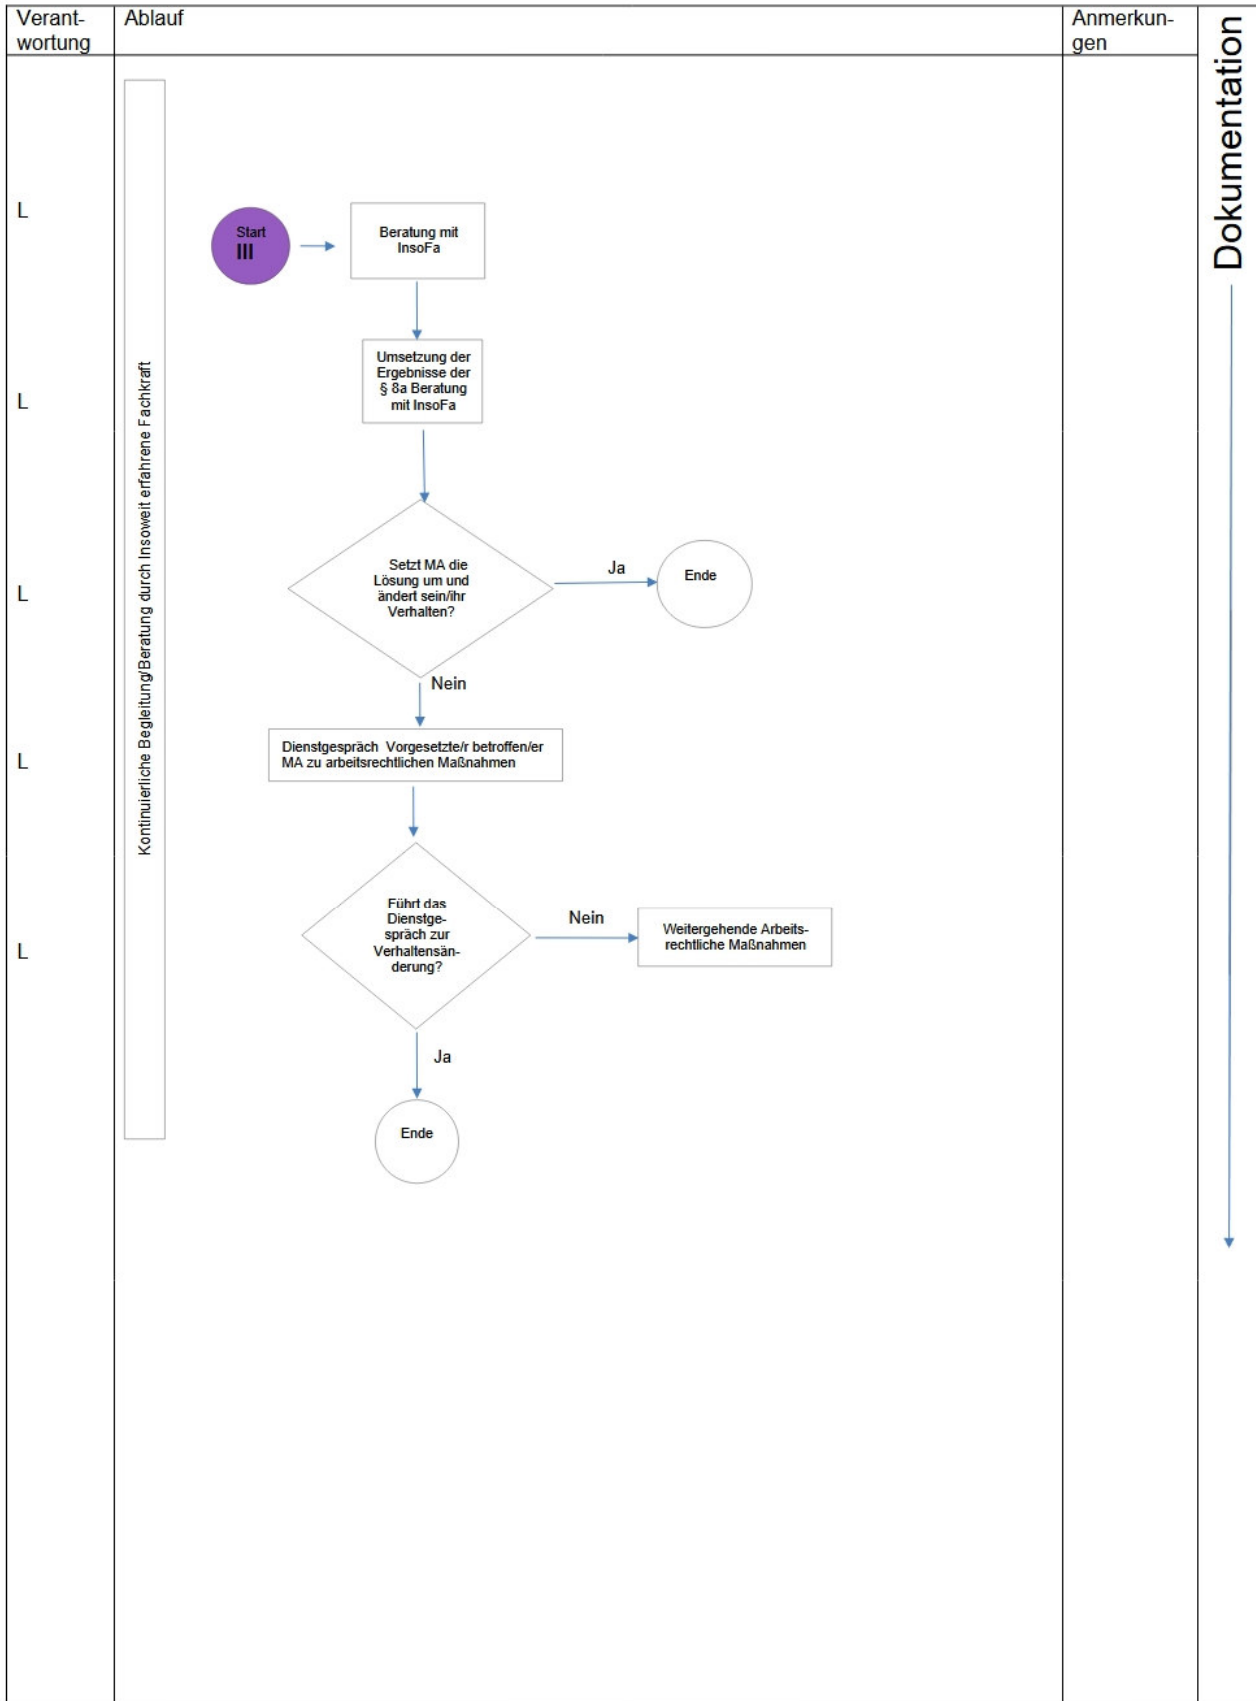 Verant-
wortung
Ablauf
Anmerkun-
gen
Dokumentation
Kontinuierliche Begleitung/Beratung durch Insoweit erfahrene Fachkraft
L
Start
III
Beratung mit
InsoFa
L
Umsetzung der
Ergebnisse der
§ 8a Beratung
mit InsoFa
L
Setzt MA die
Lösung um und
ändert sein/ihr
Verhalten?
Ja
Ende
Nein
L
Dienstgespräch Vorgesetzte/r betroffen/er
MA zu arbeitsrechtlichen Maßnahmen
L
Führt das
Dienstge-
spräch zur
Verhaltensän-
derung?
Nein
Weitergehende Arbeits-
rechtliche Maßnahmen
Ja
Ende